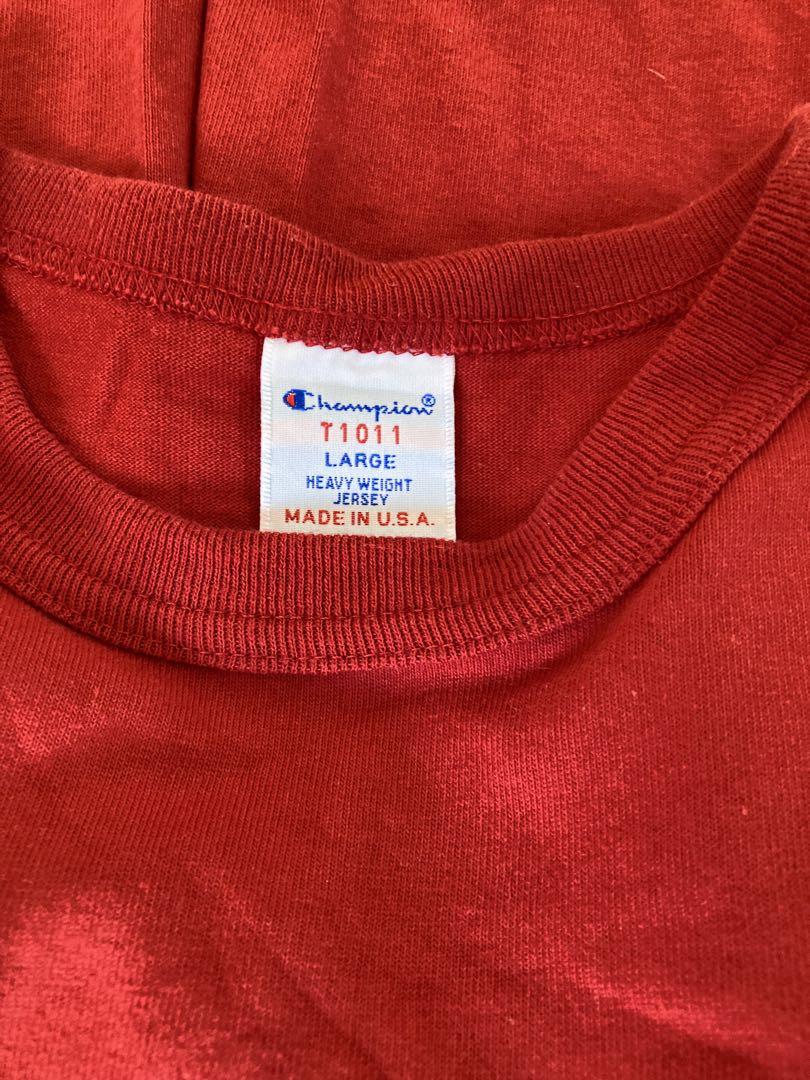 Champion®
T1011
LARGE
HEAVY WEIGHT
JERSEY
MADE IN U.S.A.